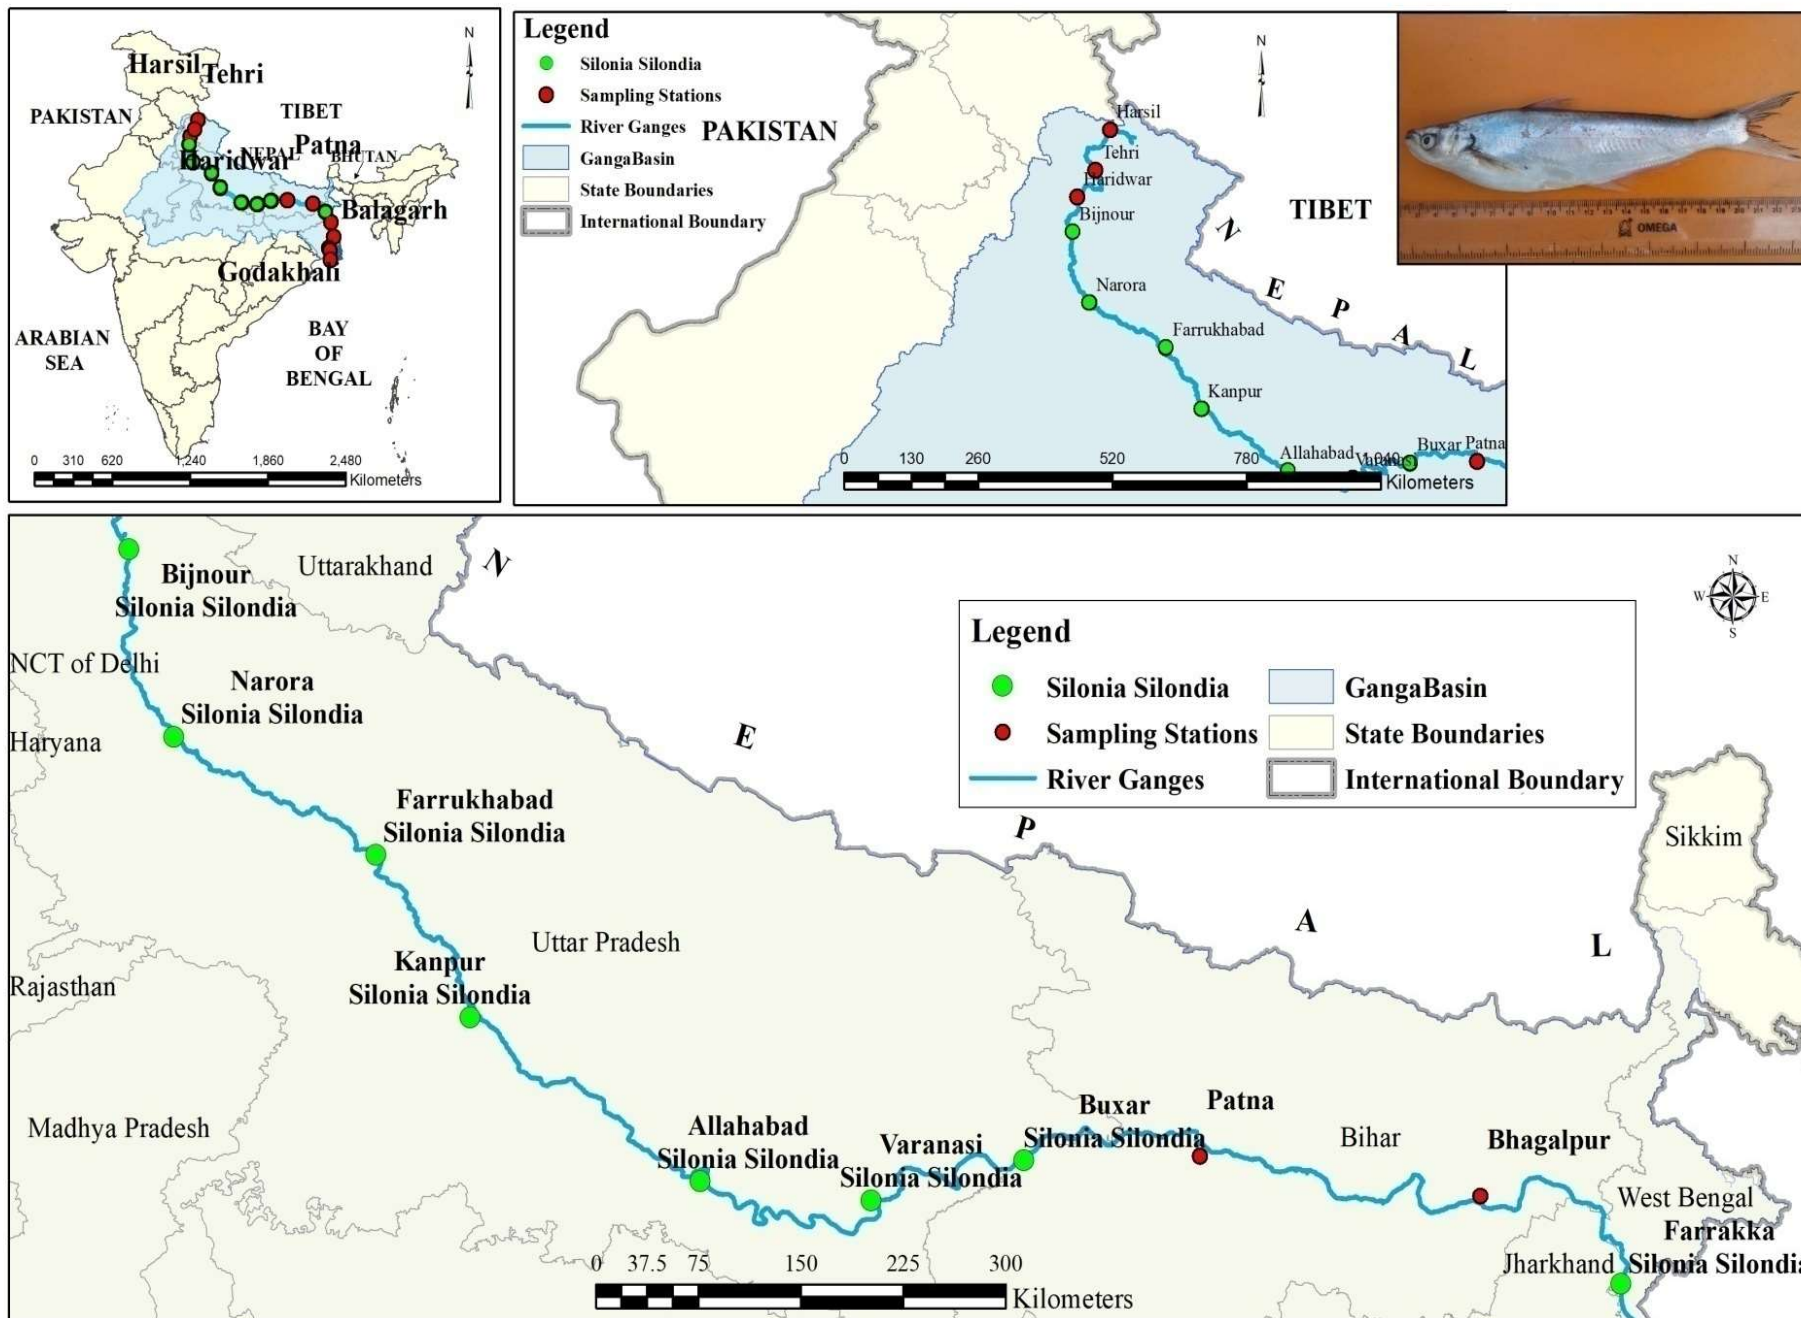 Harsil
Tehri
N
PAKISTAN
TIBET
Patna
NEPAL
BHUTAN
Haridwar
Balagarh
Godakhali
ARABIAN
SEA
BAY
OF
BENGAL
0 310 620 1,240 1,860 2,480
Kilometers
Legend
Silonia Silondia
Sampling Stations
River Ganges
GangaBasin
State Boundaries
International Boundary
PAKISTAN
N
Harsil
Tehri
Haridwar
Bijnour
Narora
Farrukhabad
Kanpur
Allahabad
Varanasi
Buxar
Patna
TIBET
N E P A L
0 130 260 520 780 1,040
Kilometers
OMEGA
Bijnour
Silonia Silondia
Uttarakhand
NCT of Delhi
Narora
Silonia Silondia
Haryana
Farrukhabad
Silonia Silondia
Uttar Pradesh
Kanpur
Silonia Silondia
Rajasthan
Madhya Pradesh
Allahabad
Silonia Silondia
Varanasi
Silonia Silondia
Buxar
Silonia Silondia
Patna
Bihar
Bhagalpur
West Bengal
Farrakka
Silonia Silondia
Jharkhand
Sikkim
N E P A L
N
W E
S
Legend
Silonia Silondia
Sampling Stations
River Ganges
GangaBasin
State Boundaries
International Boundary
0 37.5 75 150 225 300
Kilometers